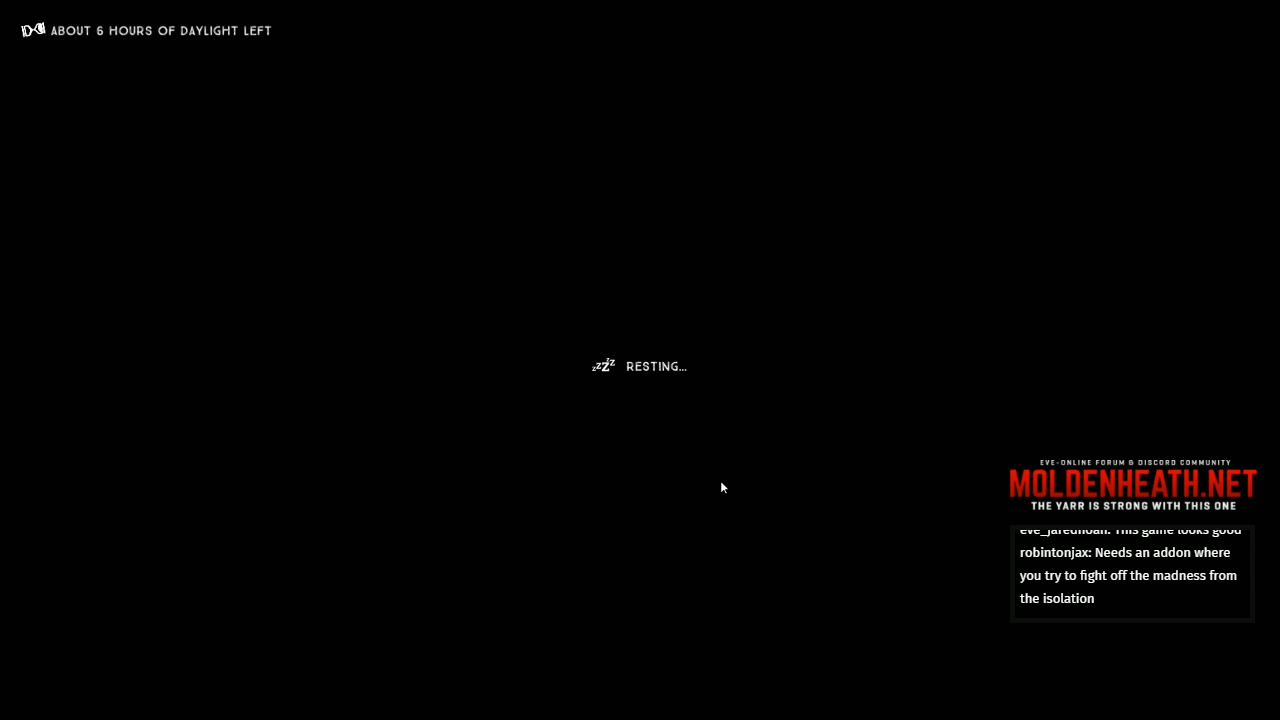 ABOUT 6 HOURS OF DAYLIGHT LEFT
zzZzZ RESTING...
EVE-ONLINE FORUM & DISCORD COMMUNITY
MOLDENHEATH.NET
THE YARR IS STRONG WITH THIS ONE
eve_jarednoah: This game looks good
robintonjax: Needs an addon where
you try to fight off the madness from
the isolation